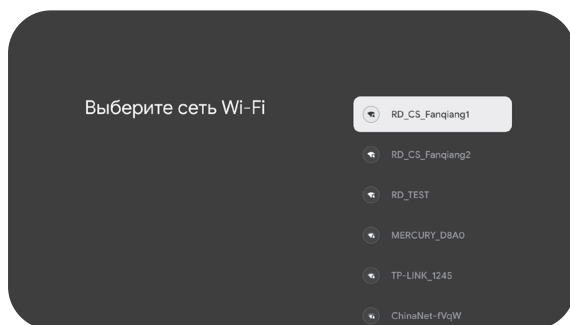 Выберите сеть Wi-Fi
RD_CS_Fanqiang1
RD_CS_Fanqiang2
RD_TEST
MERCURY_D8A0
TP-LINK_1245
ChinaNet-fVqW